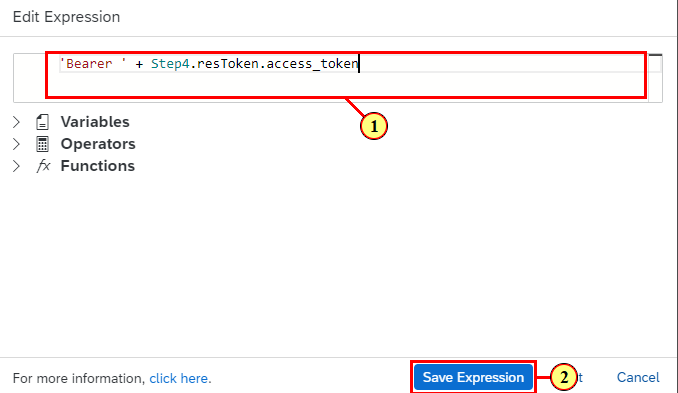 Edit Expression
'Bearer ' + Step4.resToken.access_token
1
Variables
Operators
fx Functions
For more information, click here.
Save Expression
2
Cancel